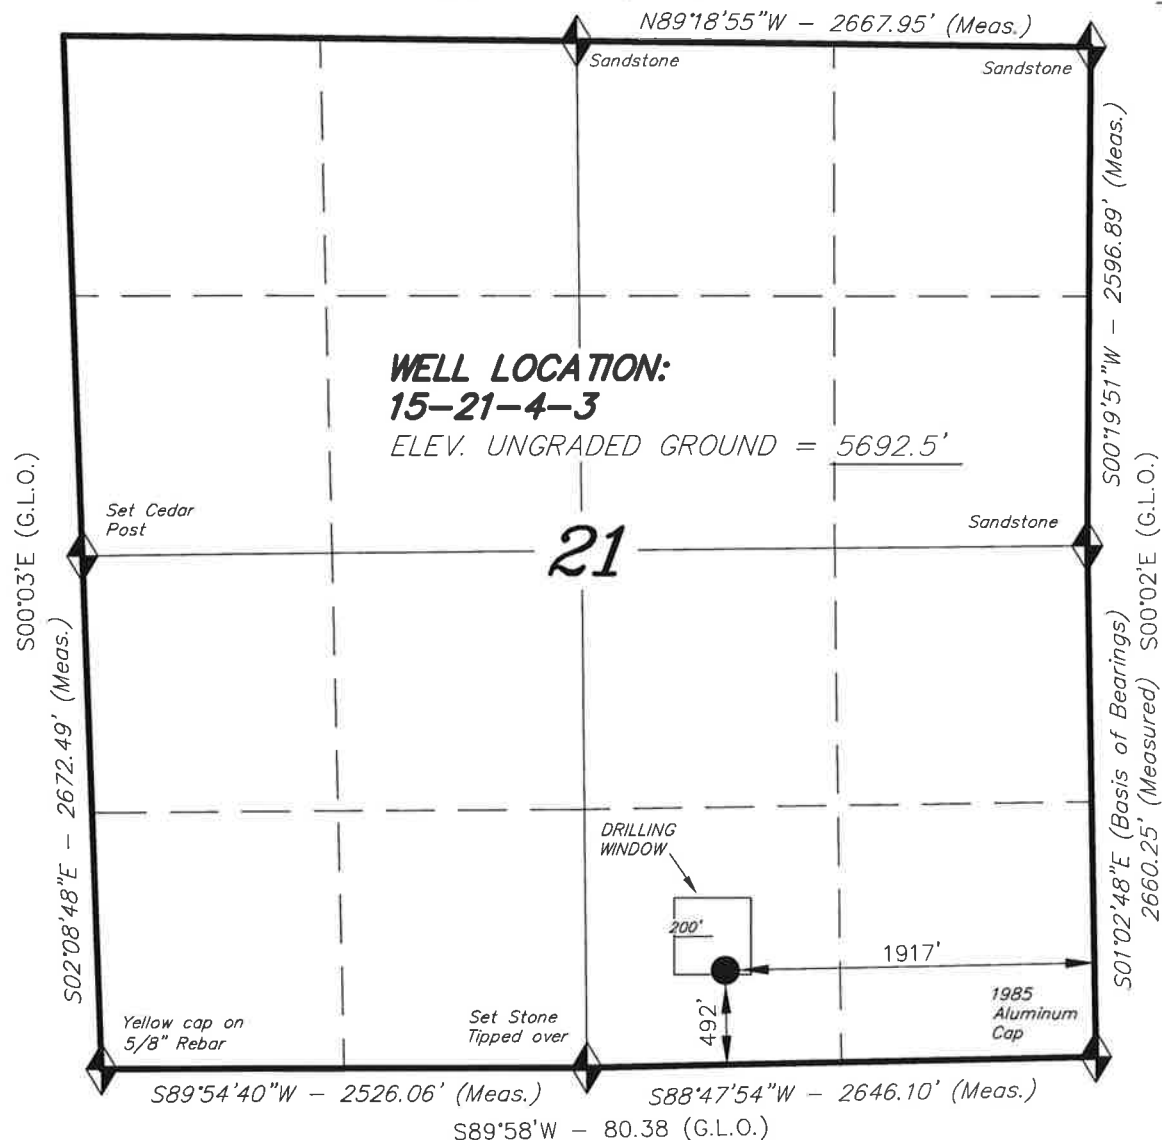 N89°18'55"W - 2667.95' (Meas.)
Sandstone
Sandstone
S00°19'51"W - 2596.89' (Meas.)
WELL LOCATION:
15-21-4-3
ELEV. UNGRADED GROUND = 5692.5'
S00°03'E (G.L.O.)
Set Cedar
Post
21
Sandstone
S00°02'E (G.L.O.)
S02°08'48"E - 2672.49' (Meas.)
S01°02'48"E (Basis of Bearings)
2660.25' (Measured)
DRILLING
WINDOW
200'
1917'
492'
1985
Aluminum
Cap
Yellow cap on
5/8" Rebar
Set Stone
Tipped over
S89°54'40"W - 2526.06' (Meas.)
S88°47'54"W - 2646.10' (Meas.)
S89°58'W - 80.38 (G.L.O.)